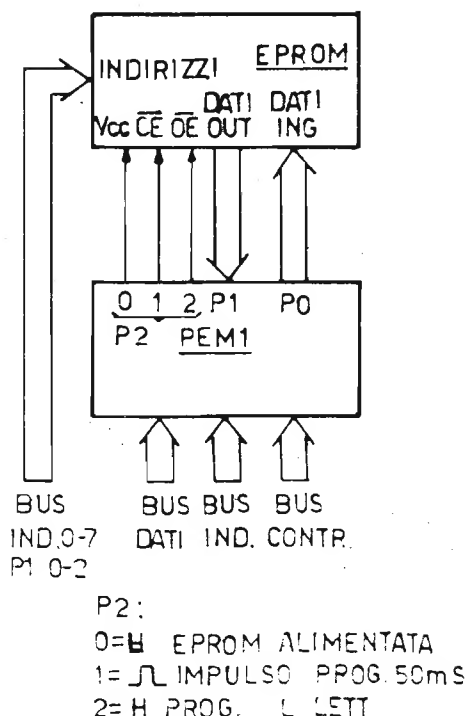 EPROM
INDIRIZZI
DATI DATI
Vcc CE OE OUT ING
0 1 2 P1 P0
P2 PEM1
BUS BUS BUS BUS
IND.0-7 DATI IND. CONTR.
P1 0-2
P2:
0=H EPROM ALIMENTATA
1= IMPULSO PROG. 50mS
2= H PROG. L LETT